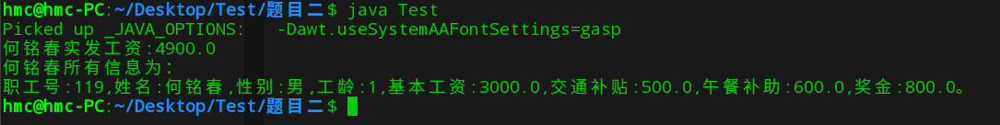 hmc@hmc-PC:~/Desktop/Test/题目二$ java Test
Picked up _JAVA_OPTIONS:   -Dawt.useSystemAAFontSettings=gasp
何铭春实发工资:4900.0
何铭春所有信息为:
职工号:119,姓名:何铭春,性别:男,工龄:1,基本工资:3000.0,交通补贴:500.0,午餐补助:600.0,奖金:800.0。
hmc@hmc-PC:~/Desktop/Test/题目二$